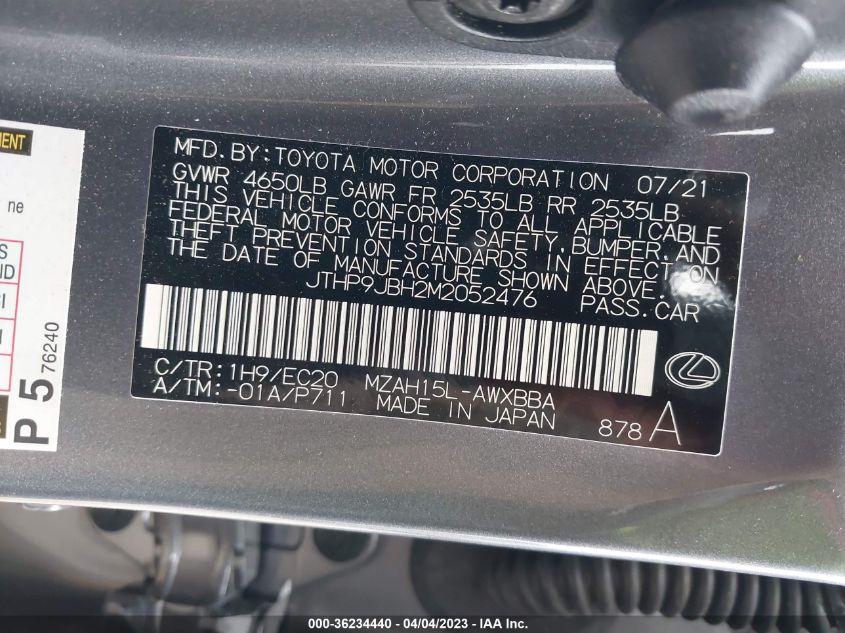 MFD. BY: TOYOTA MOTOR CORPORATION 07/21
GVWR 4650LB GAWR FR 2535LB RR 2535LB
THIS VEHICLE CONFORMS TO ALL APPLICABLE
FEDERAL MOTOR VEHICLE SAFETY, BUMPER, AND
THEFT PREVENTION STANDARDS IN EFFECT ON
THE DATE OF MANUFACTURE SHOWN ABOVE.
JTHP9JBH2M2052476 PASS. CAR
C/TR: 1H9/EC20 MZAH15L-AWXBBA
A/TM: -01A/P711 MADE IN JAPAN
878 A
ne
P 5 76240
000-36234440 - 04/04/2023 - IAA Inc.